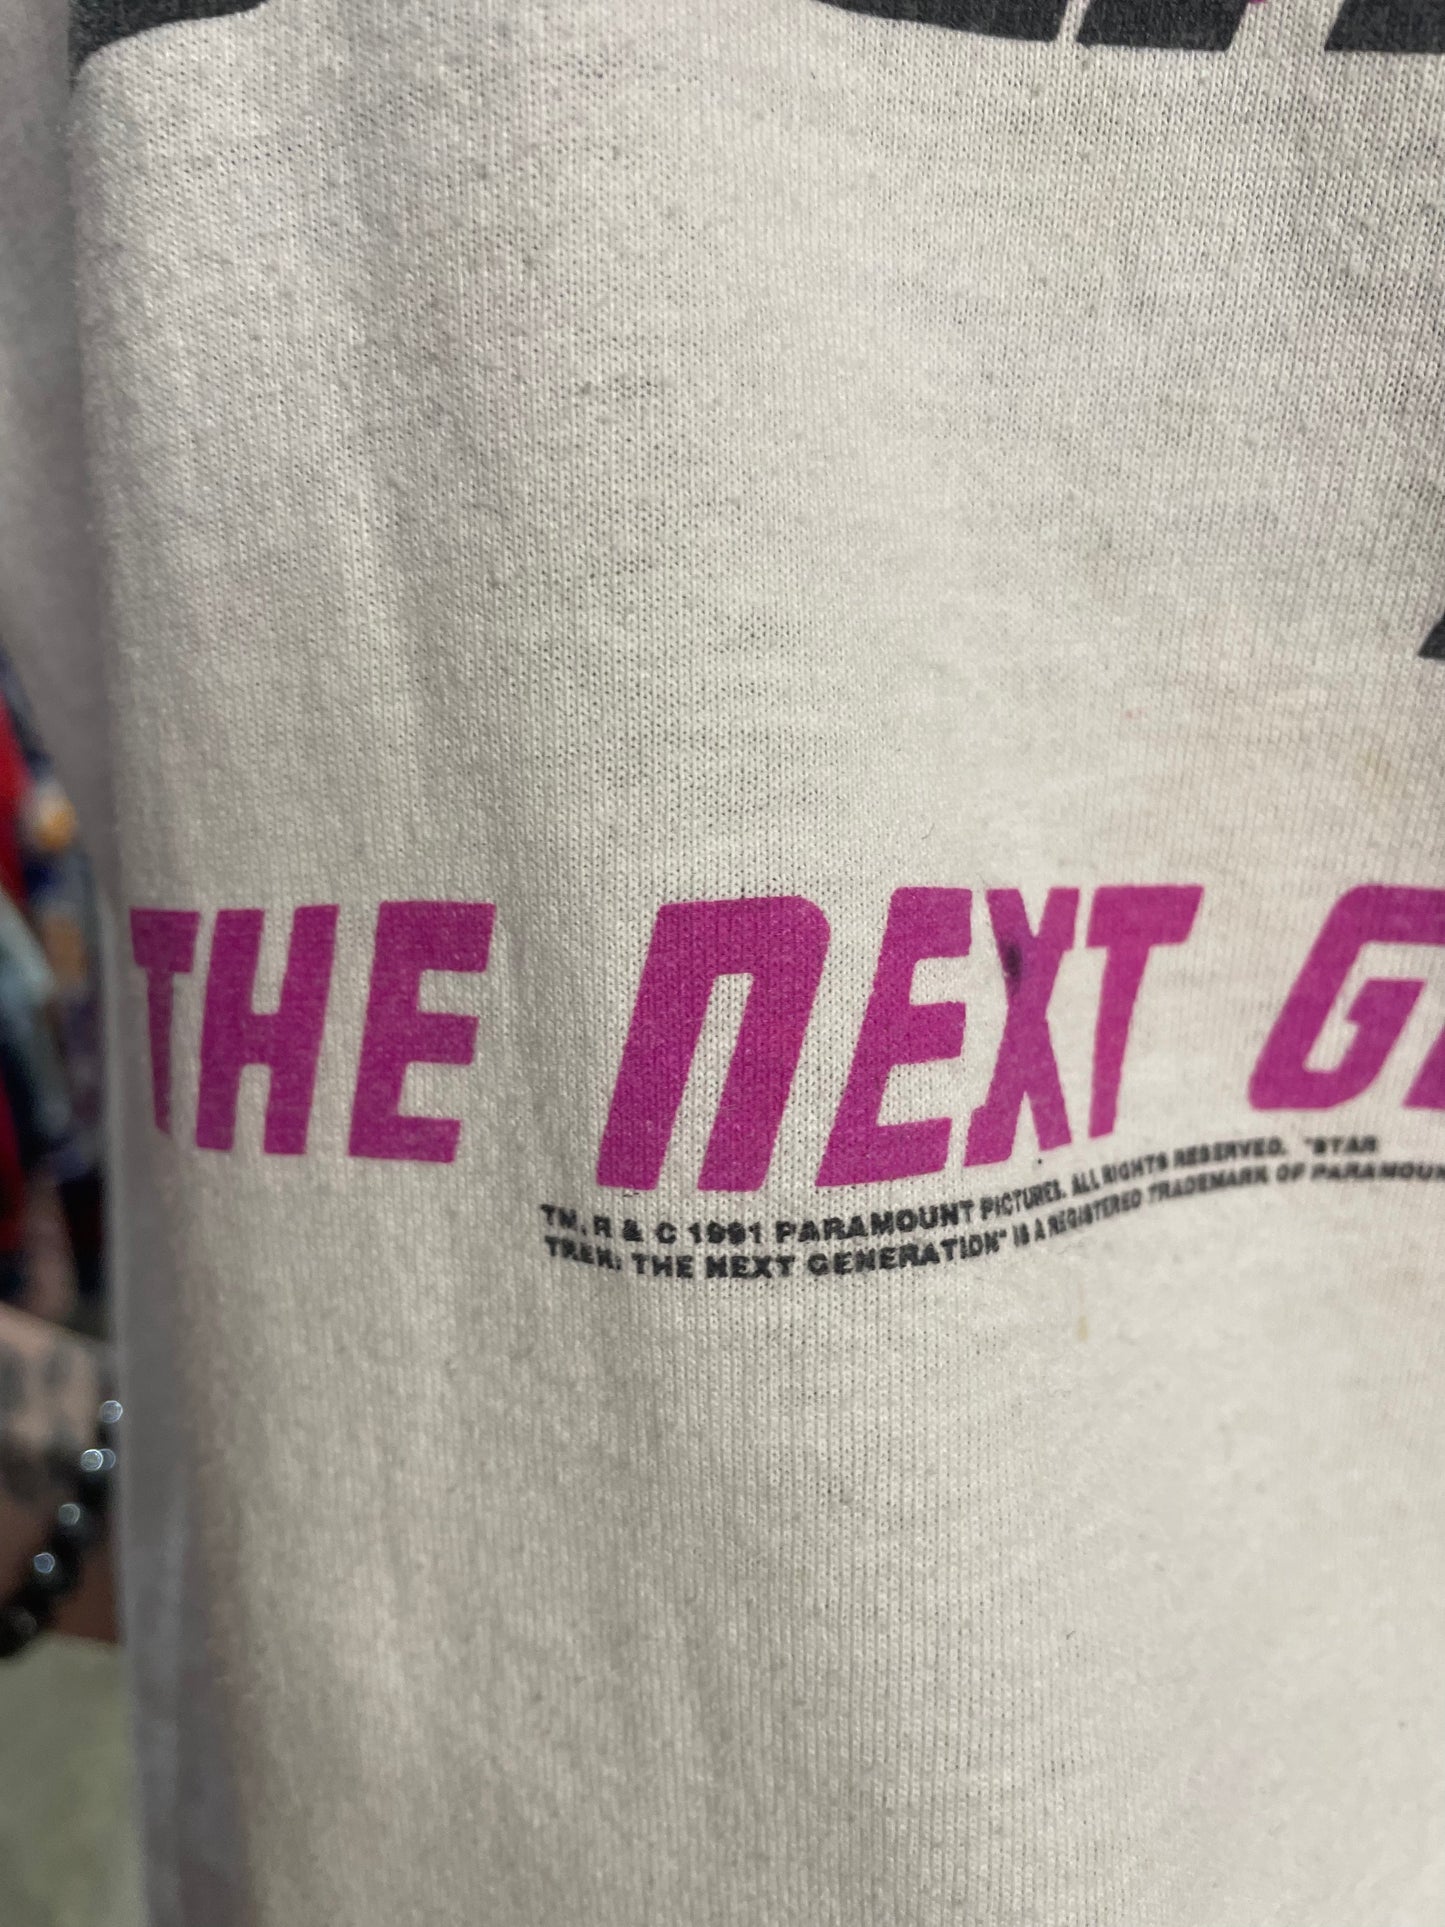 THE NEXT G
TM, R & C 1991 PARAMOUNT PICTURES. ALL RIGHTS RESERVED. "STAR
TREK: THE NEXT GENERATION" IS A REGISTERED TRADEMARK OF PARAMOUN